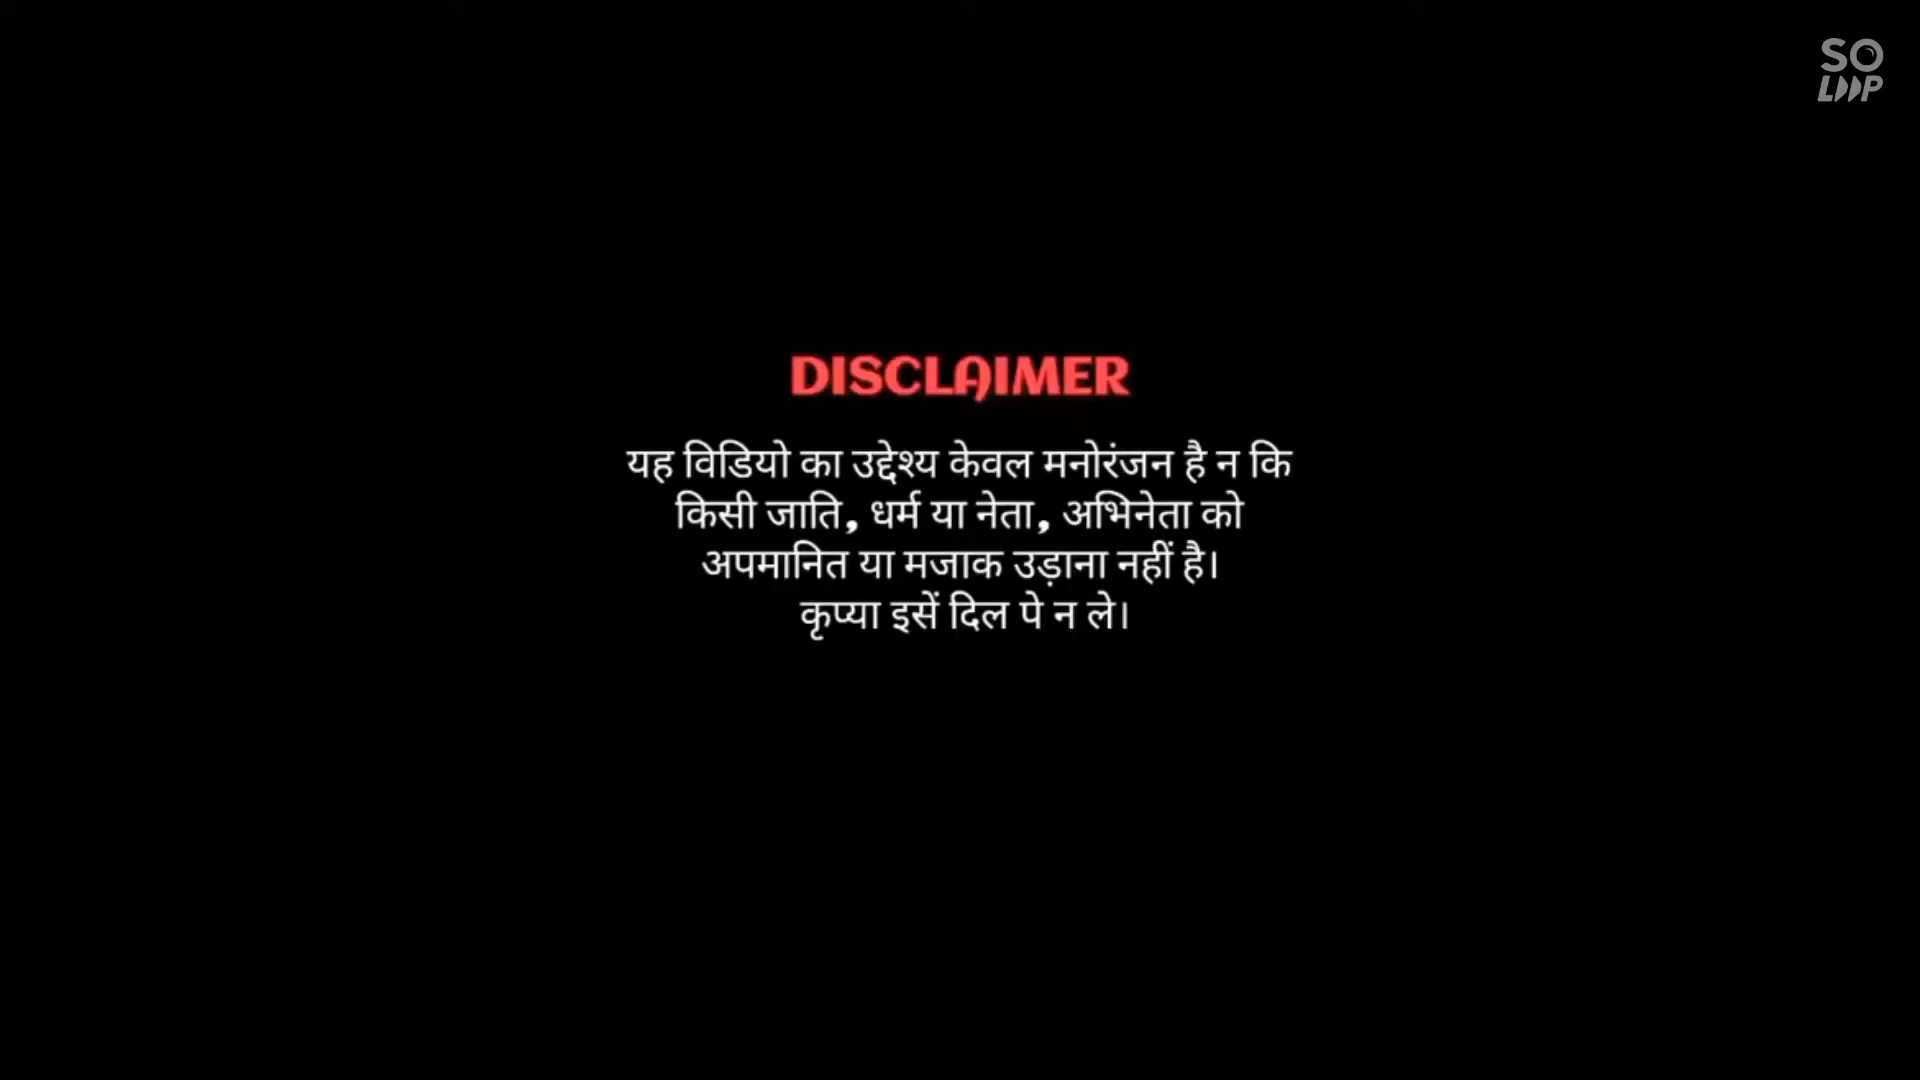 SO
LOOP
DISCLAIMER
यह विडियो का उद्देश्य केवल मनोरंजन है न कि
किसी जाति, धर्म या नेता, अभिनेता को
अपमानित या मजाक उड़ाना नहीं है।
कृप्या इसें दिल पे न ले।